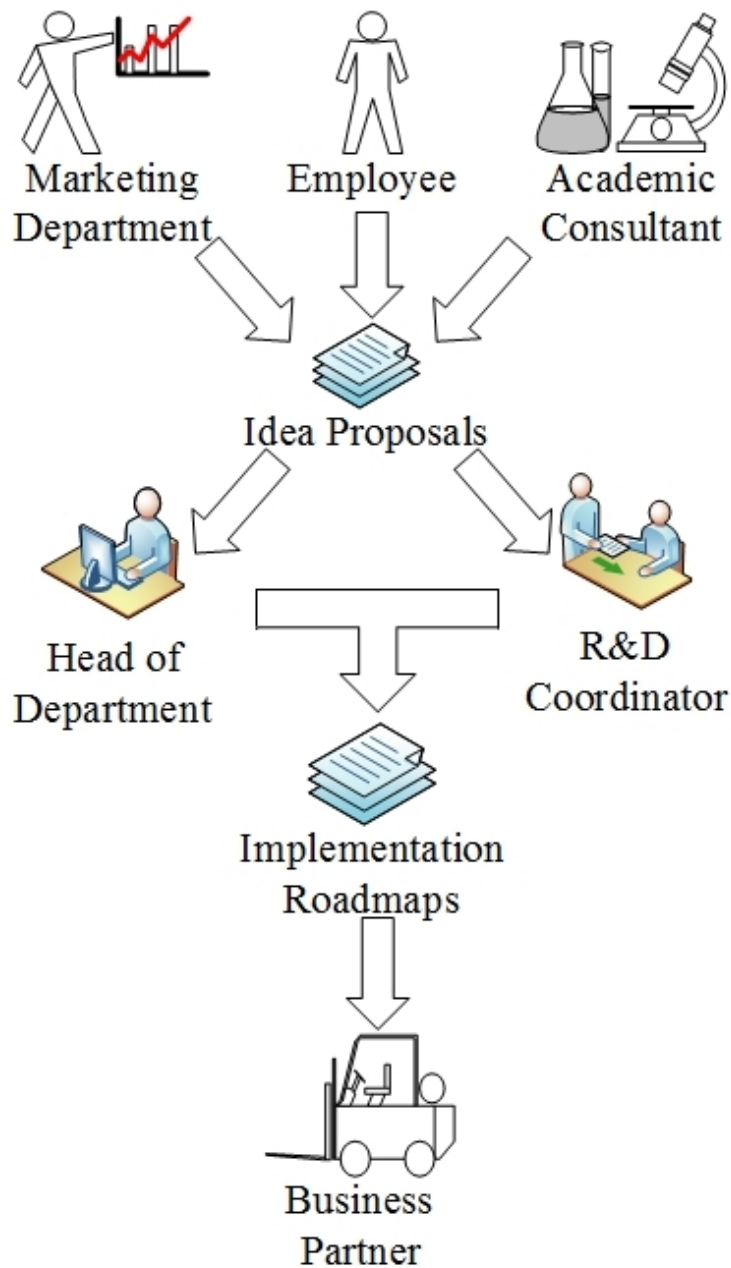 Marketing
Department
Employee
Academic
Consultant
Idea Proposals
Head of
Department
R&D
Coordinator
Implementation
Roadmaps
Business
Partner